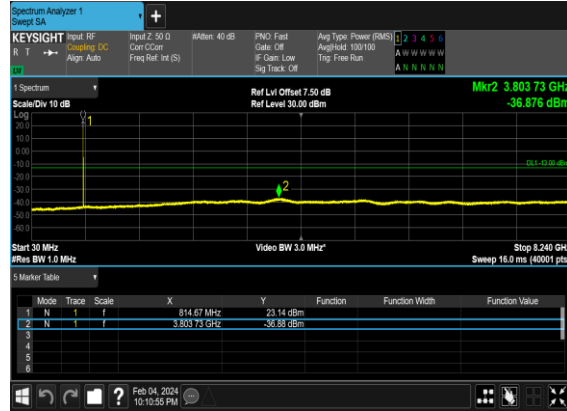 Spectrum Analyzer 1
Swept SA
+
KEYSIGHT
R T
Input: RF
Coupling: DC
Align: Auto
Input Z: 50 Ω
Corr CCorr
Freq Ref: Int (S)
#Atten: 40 dB
PNO: Fast
Gate: Off
IF Gain: Low
Sig Track: Off
Avg Type: Power (RMS)
Avg|Hold: 100/100
Trig: Free Run
1 2 3 4 5 6
A W W W W W
A N N N N N
1 Spectrum
Scale/Div 10 dB
Ref Lvl Offset 7.50 dB
Ref Level 30.00 dBm
Mkr2 3.803 73 GHz
-36.876 dBm
Log
20.0
10.0
0.00
-10.0
-20.0
-30.0
-40.0
-50.0
-60.0
1
2
DL1 -13.00 dBm
Start 30 MHz
#Res BW 1.0 MHz
Video BW 3.0 MHz*
Stop 8.240 GHz
Sweep 16.0 ms (40001 pts)
5 Marker Table
Mode Trace Scale X Y Function Function Width Function Value
1 N 1 f 814.67 MHz 23.14 dBm
2 N 1 f 3.803 73 GHz -36.88 dBm
3
4
5
6
?
Feb 04, 2024
10:10:55 PM